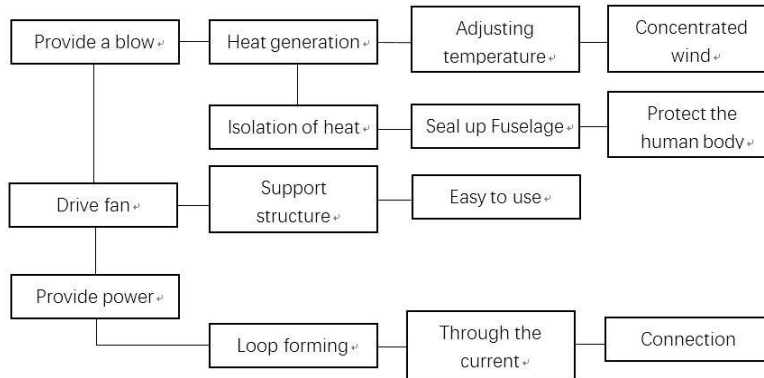 Provide a blow
Heat generation
Adjusting
temperature
Concentrated
wind
Isolation of heat
Seal up Fuselage
Protect the
human body
Drive fan
Support
structure
Easy to use
Provide power
Loop forming
Through the
current
Connection